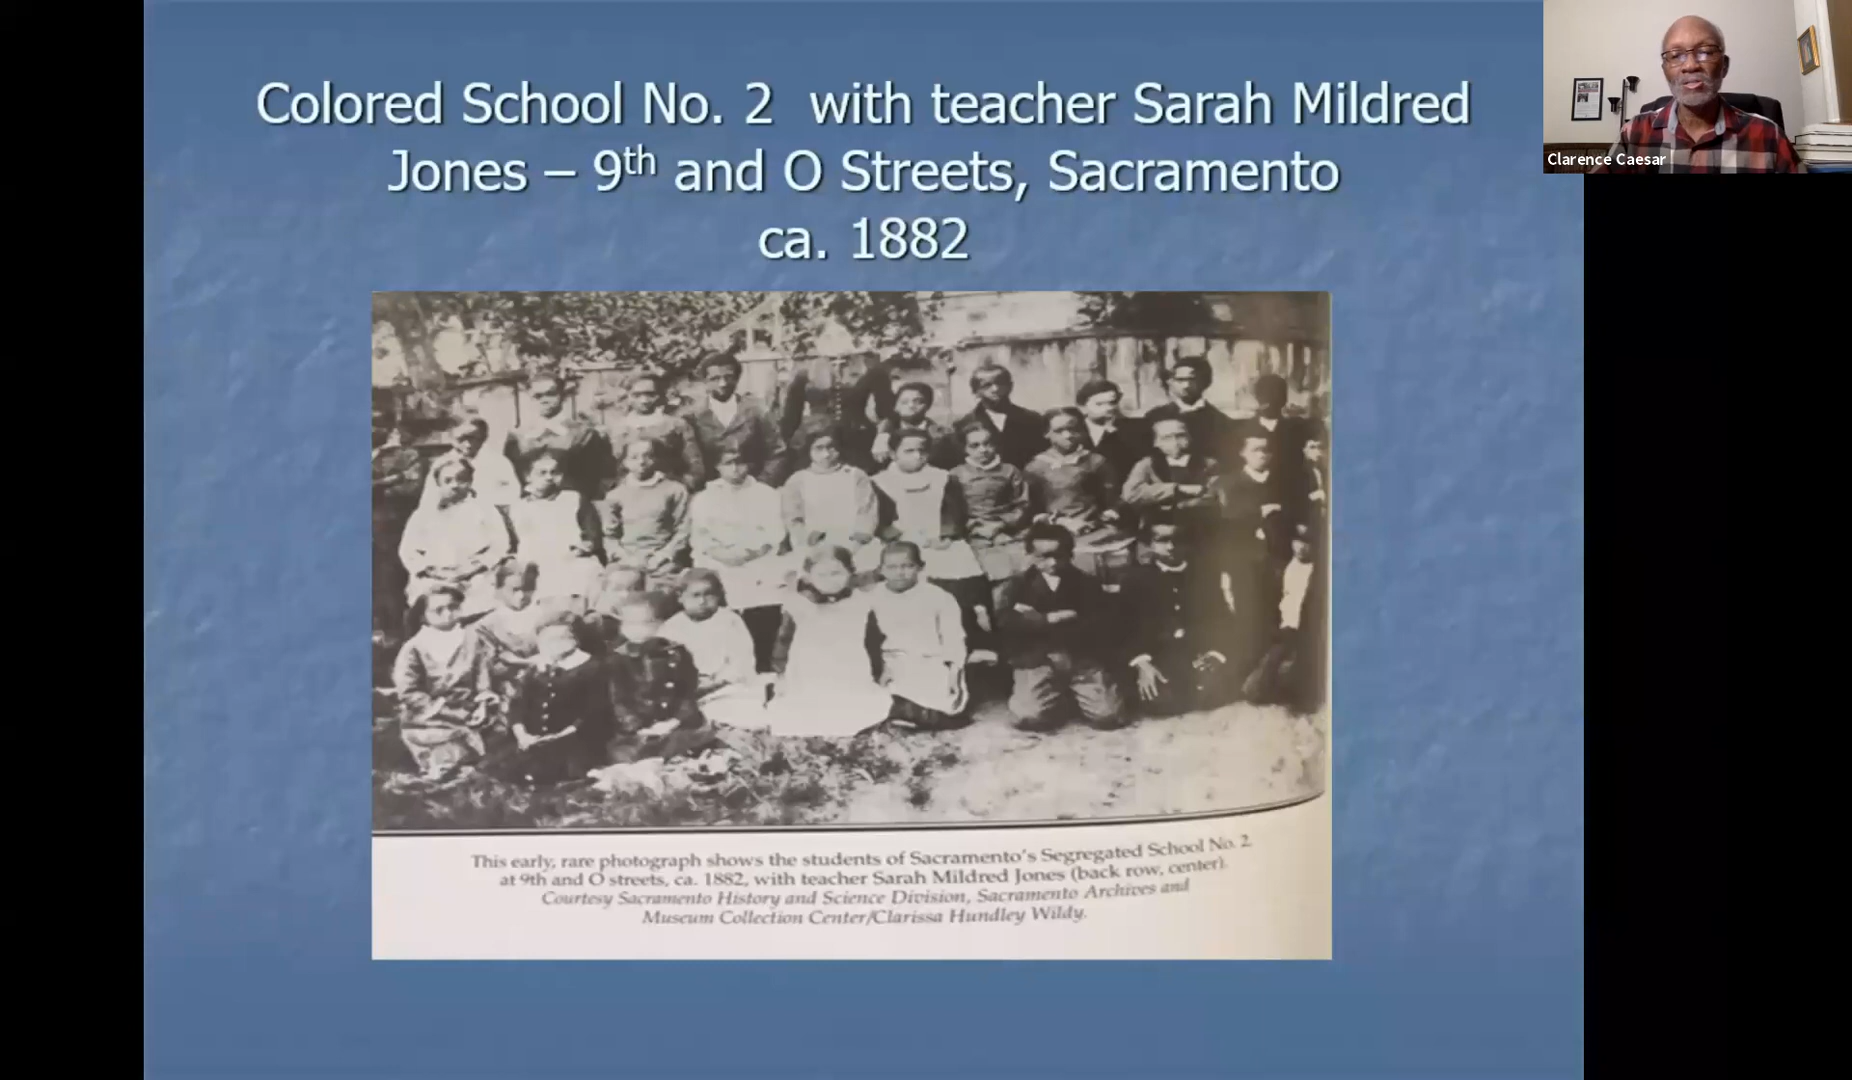 Colored School No. 2 with teacher Sarah Mildred
Jones – 9th and O Streets, Sacramento
ca. 1882
Clarence Caesar
This early, rare photograph shows the students of Sacramento's Segregated School No. 2
at 9th and O streets, ca. 1882, with teacher Sarah Mildred Jones (back row, center).
Courtesy Sacramento History and Science Division, Sacramento Archives and
Museum Collection Center/Clarissa Hundley Wildy.